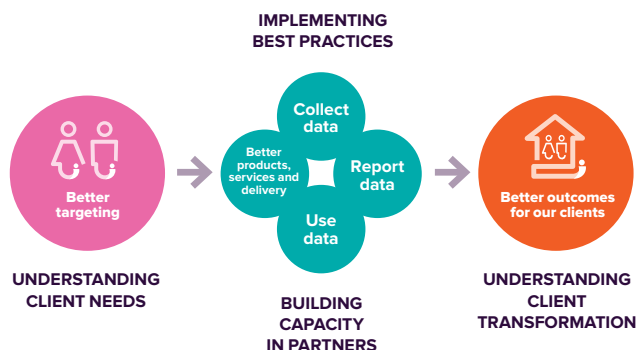 IMPLEMENTING
BEST PRACTICES
Better
targeting
UNDERSTANDING
CLIENT NEEDS
Collect
data
Better
products,
services and
delivery
Report
data
Use
data
BUILDING
CAPACITY
IN PARTNERS
Better outcomes
for our clients
UNDERSTANDING
CLIENT
TRANSFORMATION